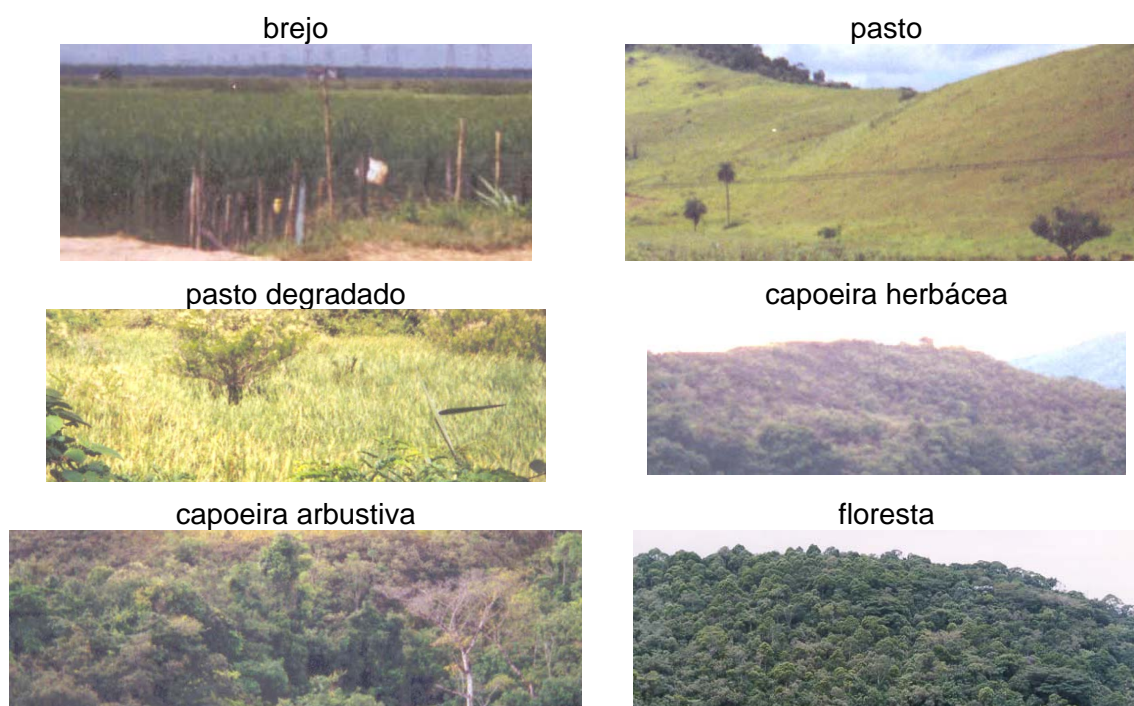 brejo
pasto
pasto degradado
capoeira herbácea
capoeira arbustiva
floresta